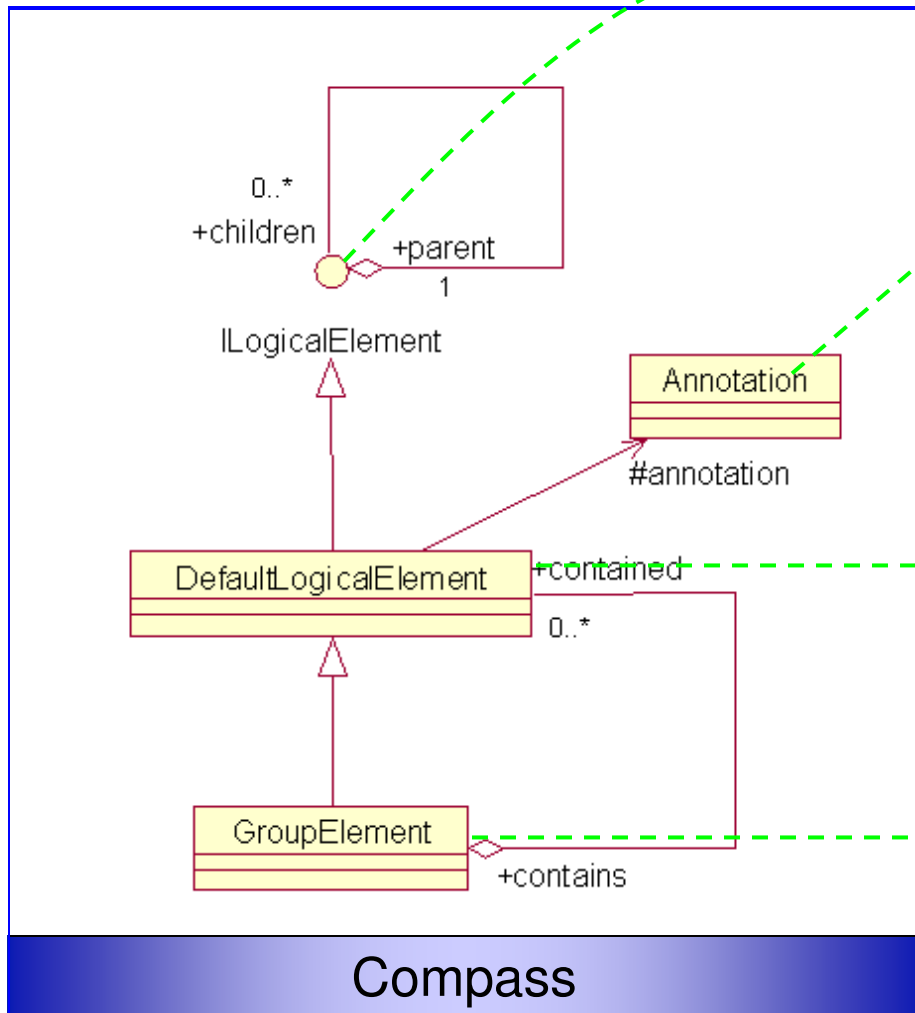 0..*
+children
+parent
1
ILogicalElement
Annotation
#annotation
DefaultLogicalElement
+contained
0..*
GroupElement
+contains
Compass